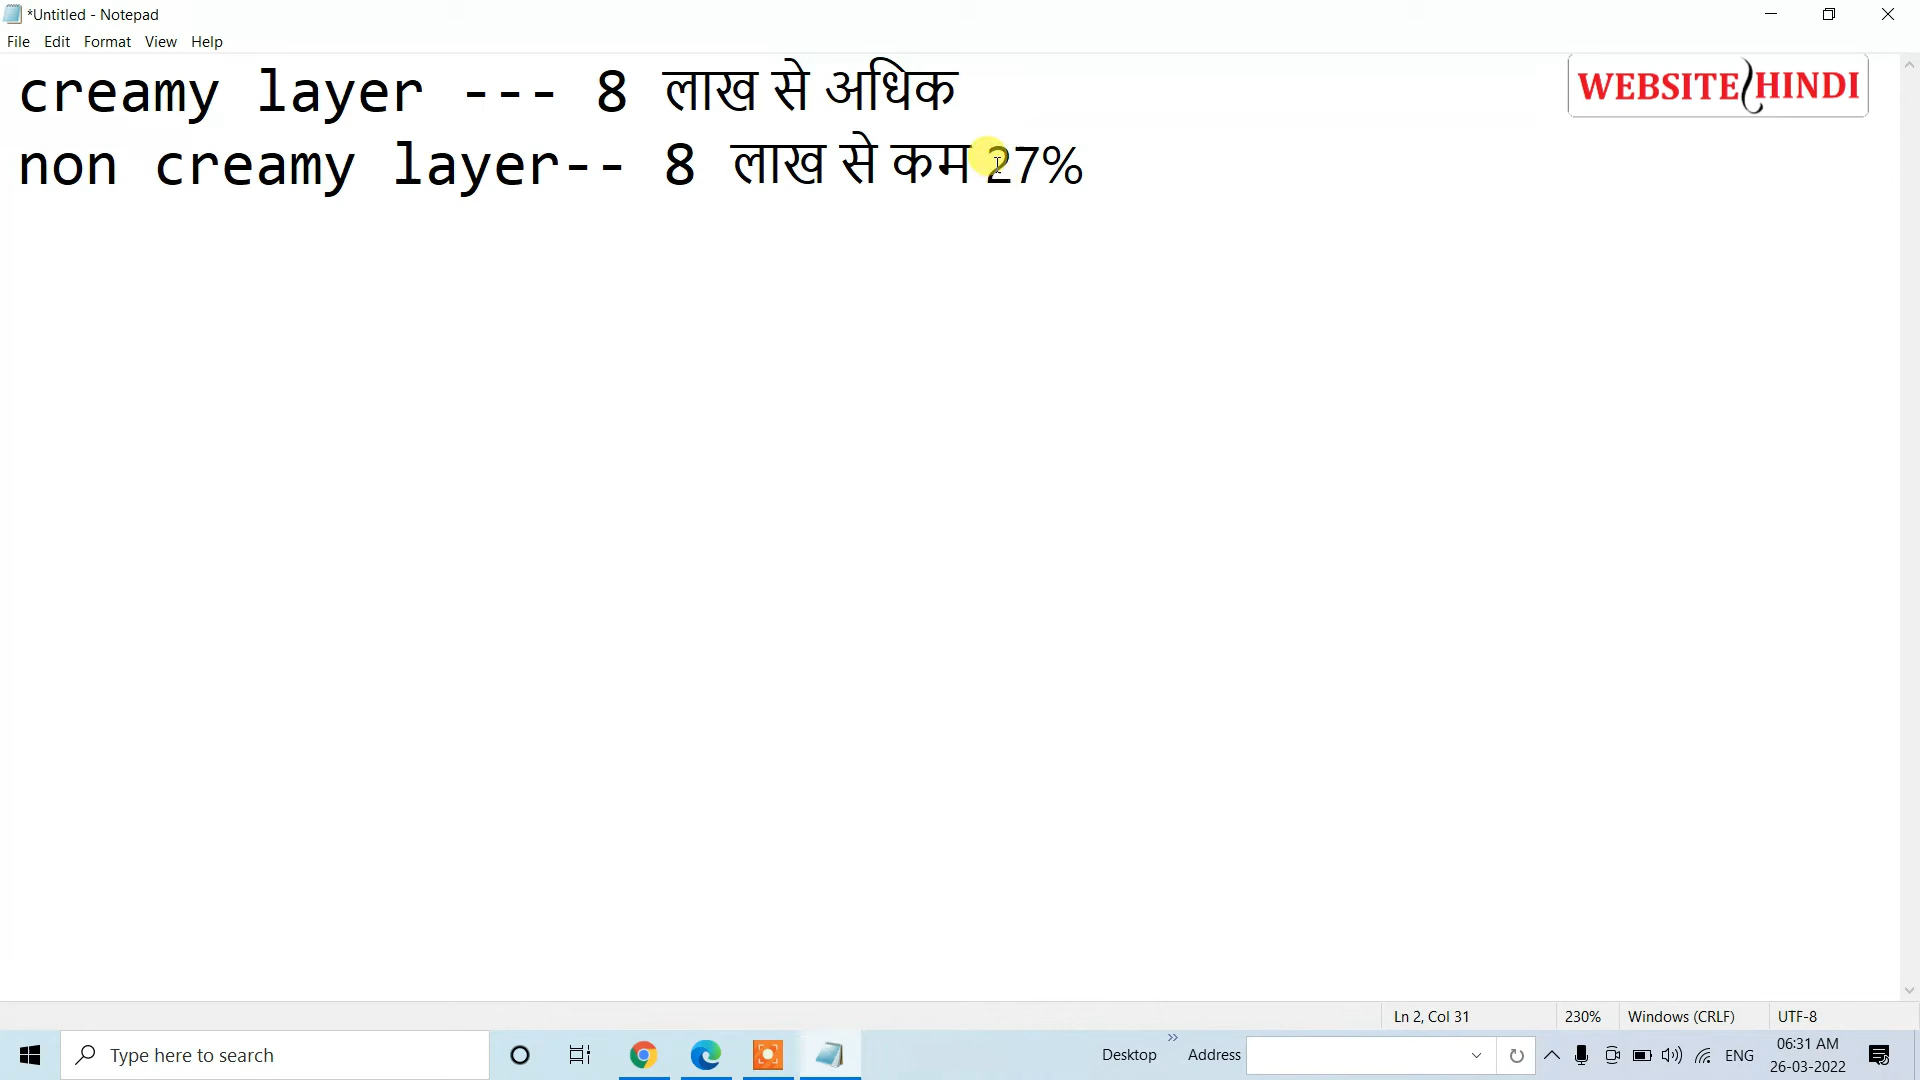 *Untitled - Notepad
File Edit Format View Help
creamy layer --- 8 लाख से अधिक
WEBSITE HINDI
non creamy layer-- 8 लाख से कम 27%
Ln 2, Col 31 230% Windows (CRLF) UTF-8
Type here to search Desktop » Address ENG 06:31 AM
26-03-2022